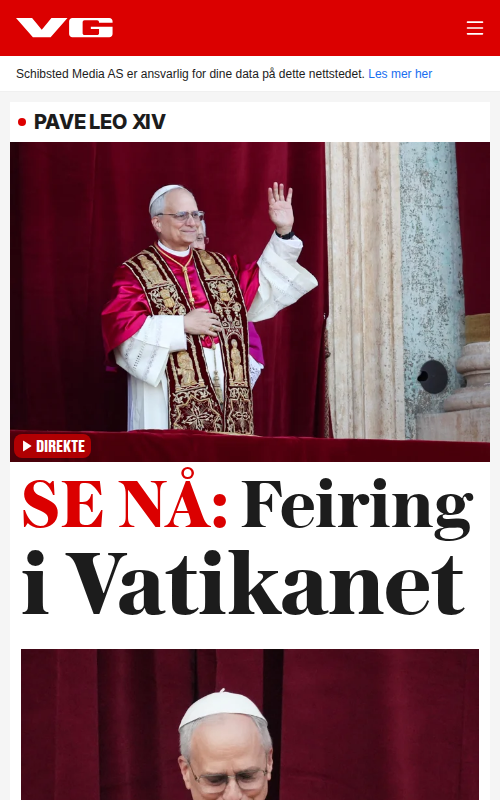 VG
Schibsted Media AS er ansvarlig for dine data på dette nettstedet. Les mer her
PAVE LEO XIV
DIREKTE
SE NÅ: Feiring
i Vatikanet